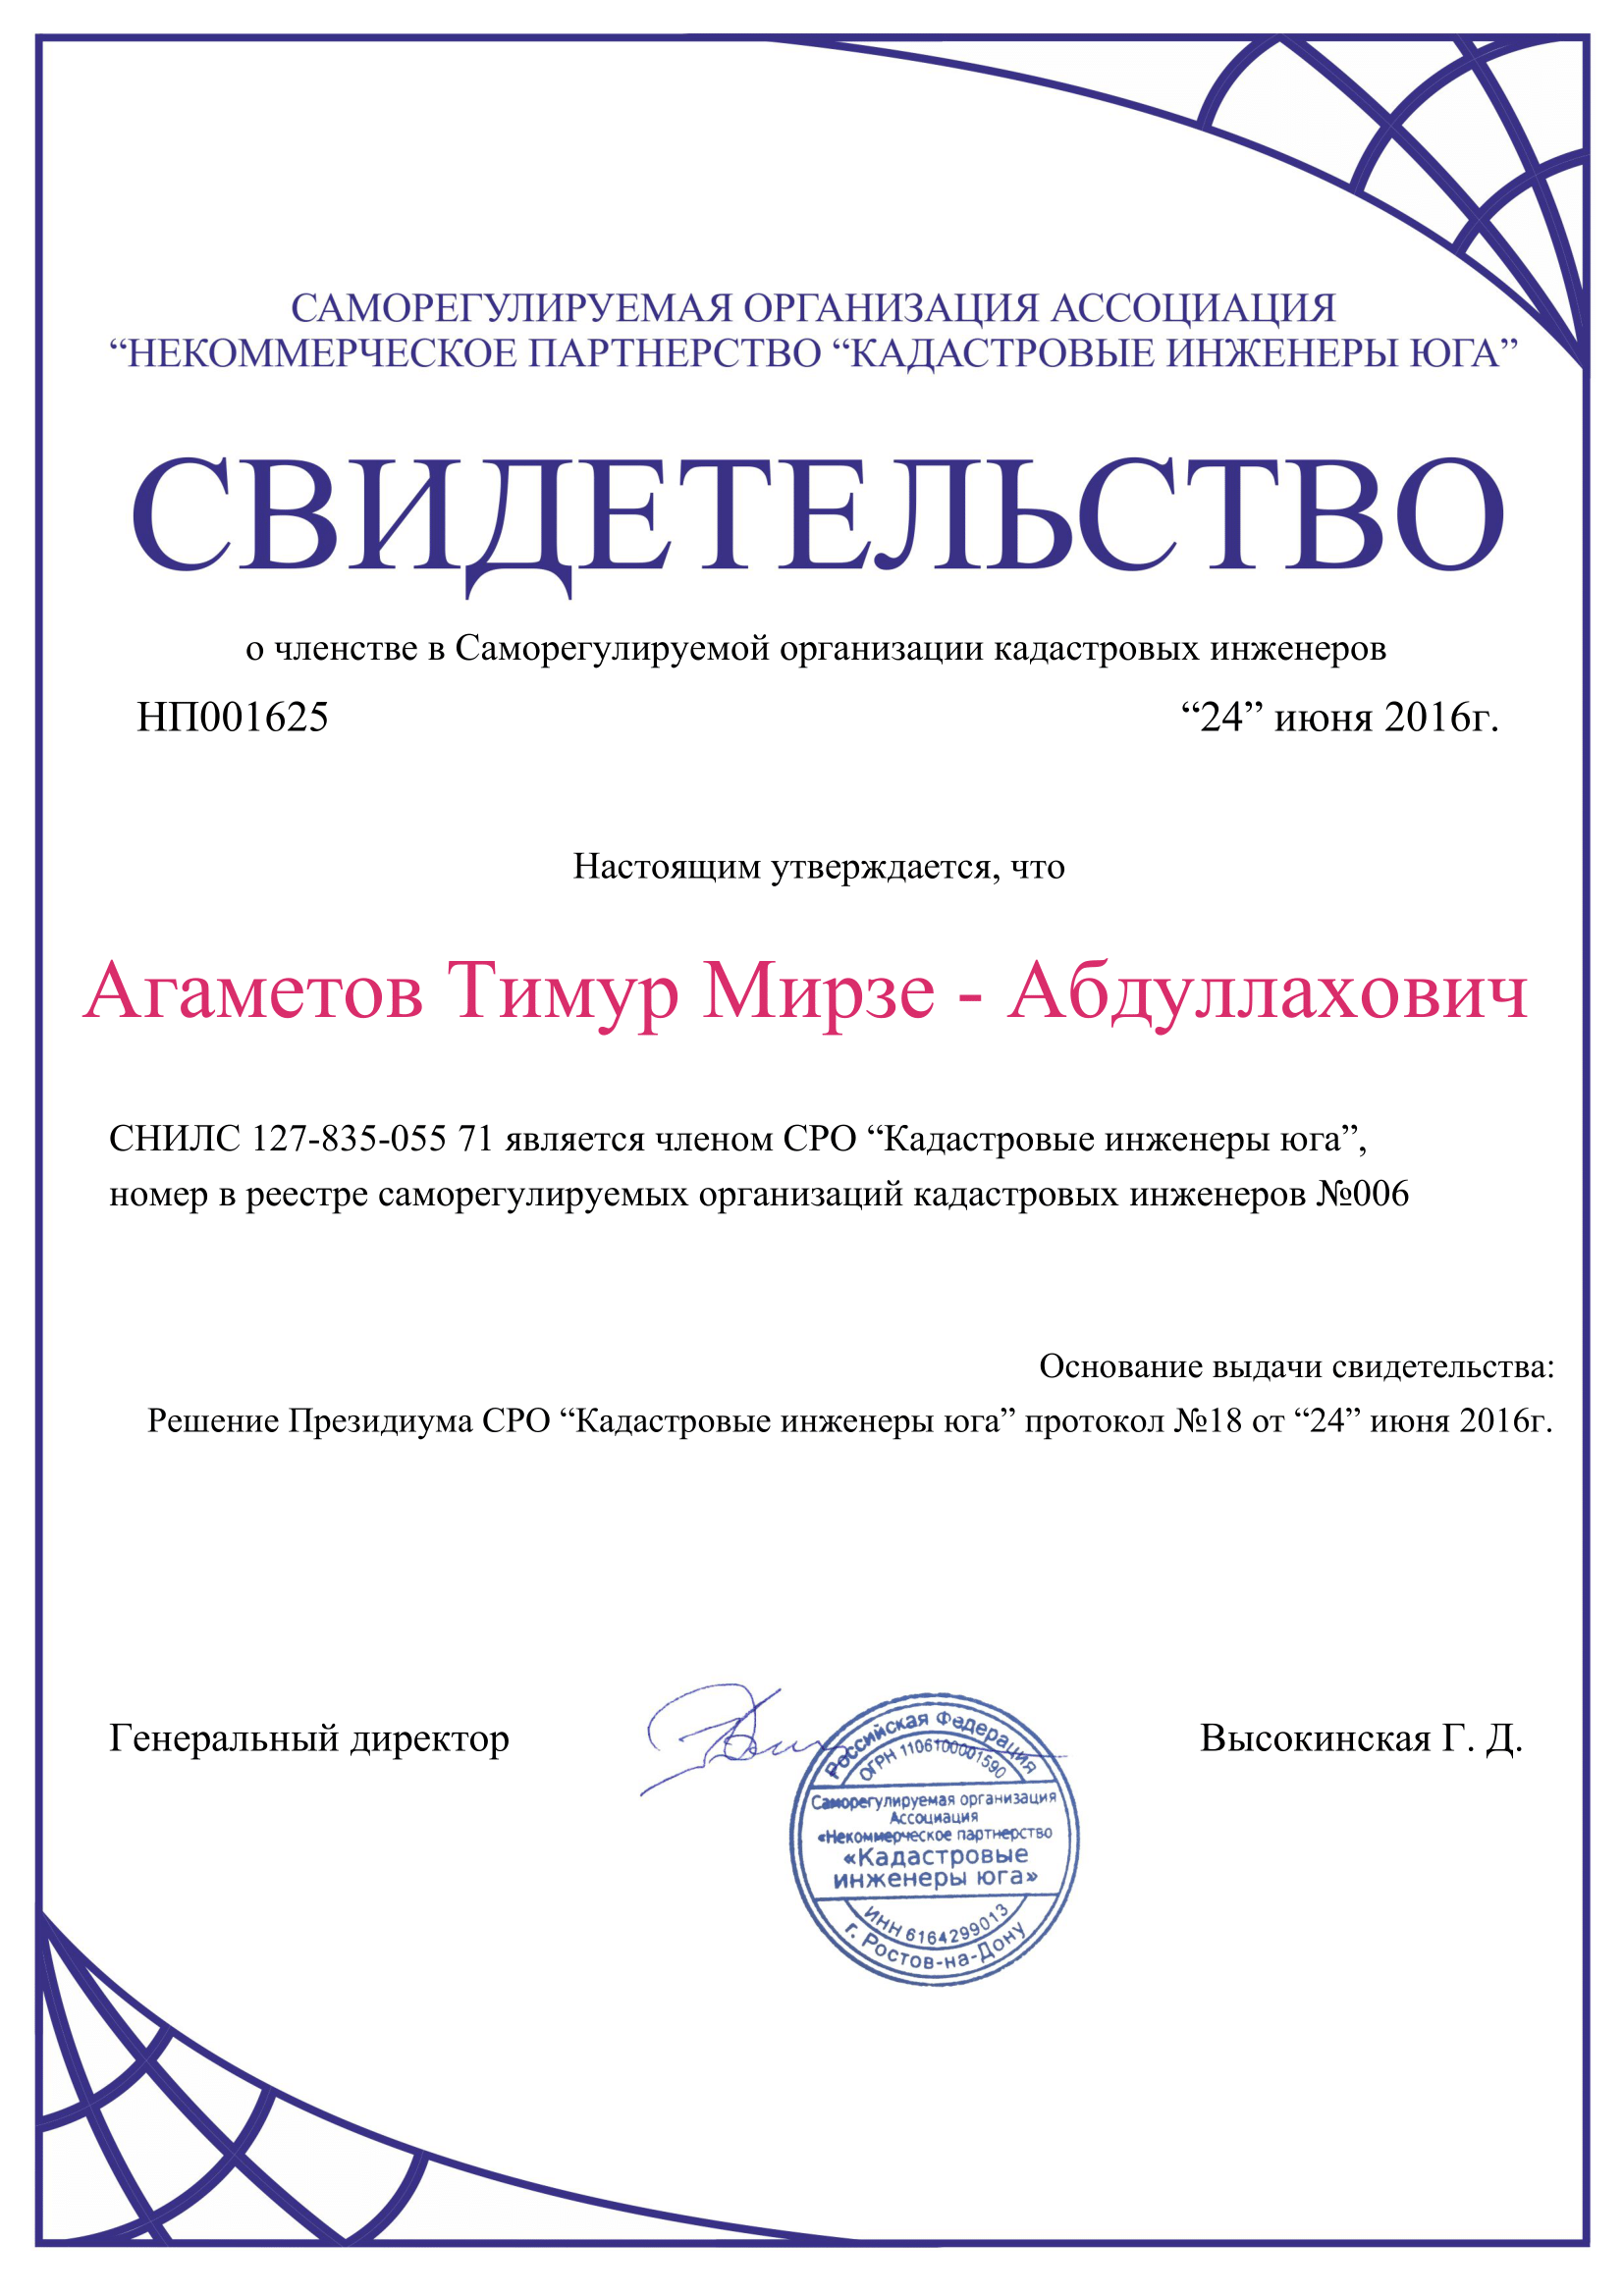 САМОРЕГУЛИРУЕМАЯ ОРГАНИЗАЦИЯ АССОЦИАЦИЯ
“НЕКОММЕРЧЕСКОЕ ПАРТНЕРСТВО “КАДАСТРОВЫЕ ИНЖЕНЕРЫ ЮГА”
СВИДЕТЕЛЬСТВО
о членстве в Саморегулируемой организации кадастровых инженеров
НП001625 “24” июня 2016г.
Настоящим утверждается, что
Агаметов Тимур Мирзе - Абдуллахович
СНИЛС 127-835-055 71 является членом СРО “Кадастровые инженеры юга”,
номер в реестре саморегулируемых организаций кадастровых инженеров №006
Основание выдачи свидетельства:
Решение Президиума СРО “Кадастровые инженеры юга” протокол №18 от “24” июня 2016г.
Генеральный директор Высокинская Г. Д.
Российская Федерация
ОГРН 1106100001590
Саморегулируемая организация
Ассоциация
«Некоммерческое партнерство
«Кадастровые
инженеры юга»
ИНН 6164299013
г. Ростов-на-Дону